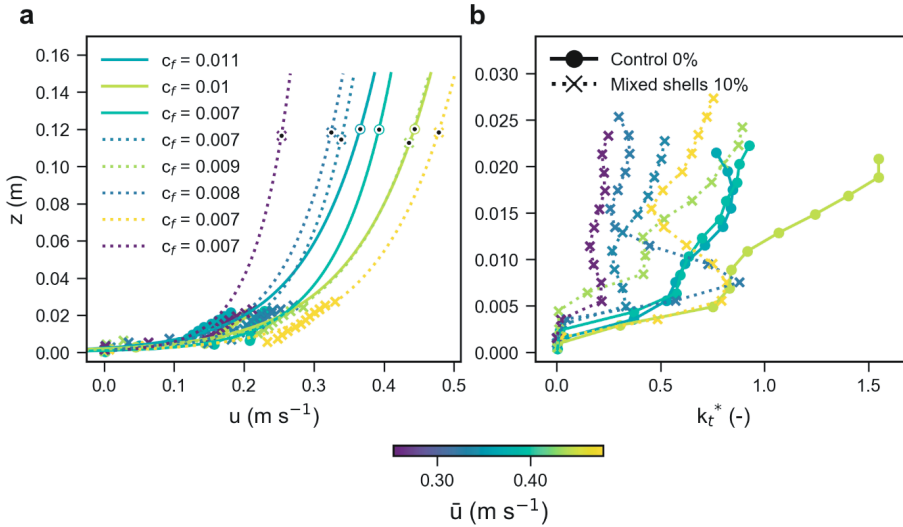 a
b
0.16
0.14
0.12
0.10
0.08
0.06
0.04
0.02
0.00
z (m)
c_f = 0.011
c_f = 0.01
c_f = 0.007
c_f = 0.007
c_f = 0.009
c_f = 0.008
c_f = 0.007
c_f = 0.007
0.0 0.1 0.2 0.3 0.4 0.5
u (m s⁻¹)
0.030
0.025
0.020
0.015
0.010
0.005
0.000
Control 0%
Mixed shells 10%
0.0 0.5 1.0 1.5
k_t* (-)
0.30 0.40
ū (m s⁻¹)